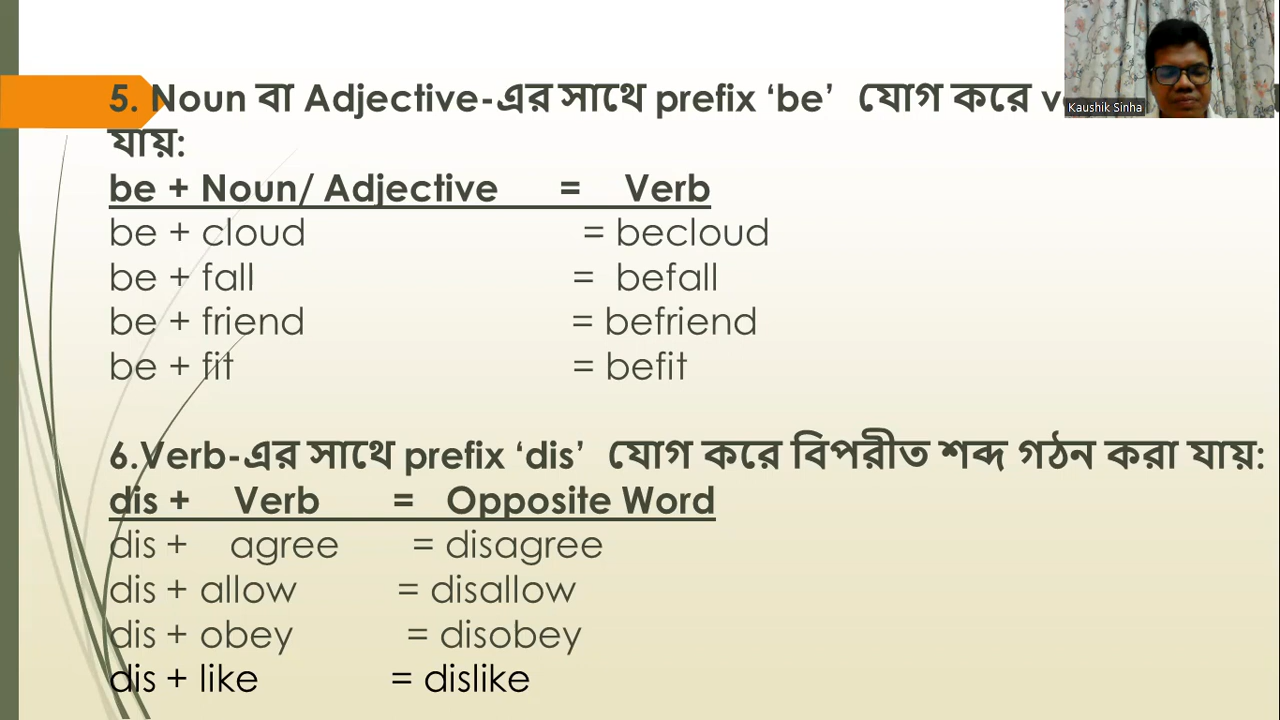 5. Noun বা Adjective-এর সাথে prefix ‘be’ যোগ করে
যায়:
be + Noun/ Adjective = Verb
be + cloud = becloud
be + fall = befall
be + friend = befriend
be + fit = befit
6.Verb-এর সাথে prefix ‘dis’ যোগ করে বিপরীত শব্দ গঠন করা যায়:
dis + Verb = Opposite Word
dis + agree = disagree
dis + allow = disallow
dis + obey = disobey
dis + like = dislike
Kaushik Sinha